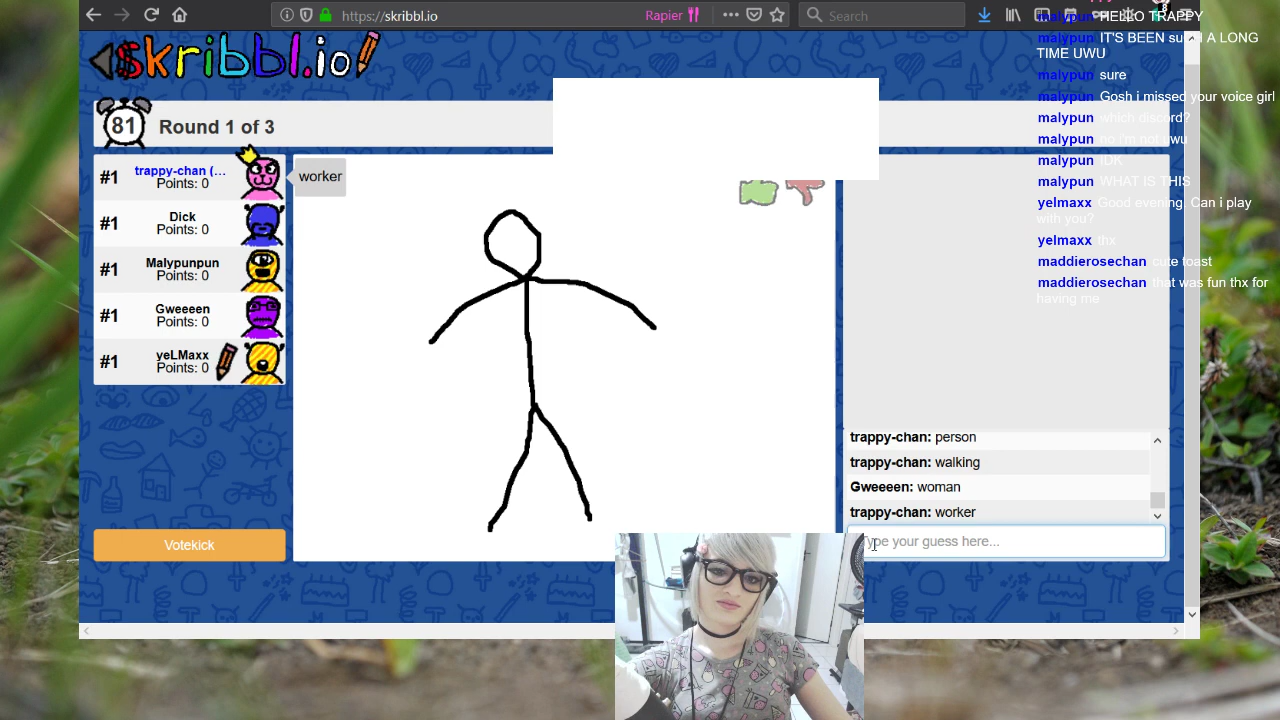 https://skribbl.io
Rapier
Search
skribbl.io
81
Round 1 of 3
#1 trappy-chan (...
Points: 0
worker
#1 Dick
Points: 0
#1 Malypunpun
Points: 0
#1 Gweeeen
Points: 0
#1 yeLMaxx
Points: 0
Votekick
malypun HELLO TRAPPY
malypun IT'S BEEN A LONG
TIME UWU
malypun sure
malypun Gosh i missed your voice girl
malypun which discord?
malypun no i'm not uwu
malypun IDK
malypun WHAT IS THIS
yelmaxx Good evening. Can i play
with you?
yelmaxx thx
maddierosechan cute toast
maddierosechan that was fun thx for
having me
trappy-chan: person
trappy-chan: walking
Gweeeen: woman
trappy-chan: worker
Type your guess here...